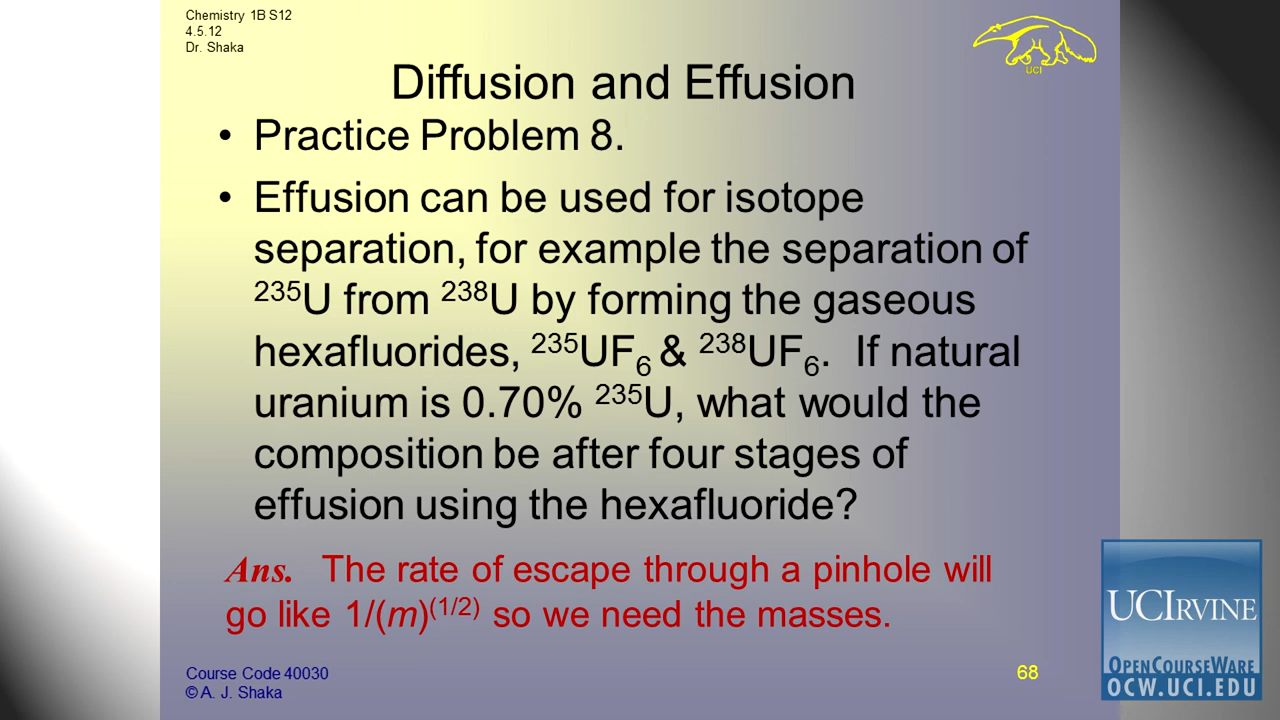 Chemistry 1B S12
4.5.12
Dr. Shaka
UCI
Diffusion and Effusion
• Practice Problem 8.
• Effusion can be used for isotope
separation, for example the separation of
²³⁵U from ²³⁸U by forming the gaseous
hexafluorides, ²³⁵UF₆ & ²³⁸UF₆. If natural
uranium is 0.70% ²³⁵U, what would the
composition be after four stages of
effusion using the hexafluoride?
Ans. The rate of escape through a pinhole will
go like 1/(m)⁽¹/²⁾ so we need the masses.
Course Code 40030
© A. J. Shaka
68
UCIRVINE
OPENCOURSEWARE
OCW.UCI.EDU